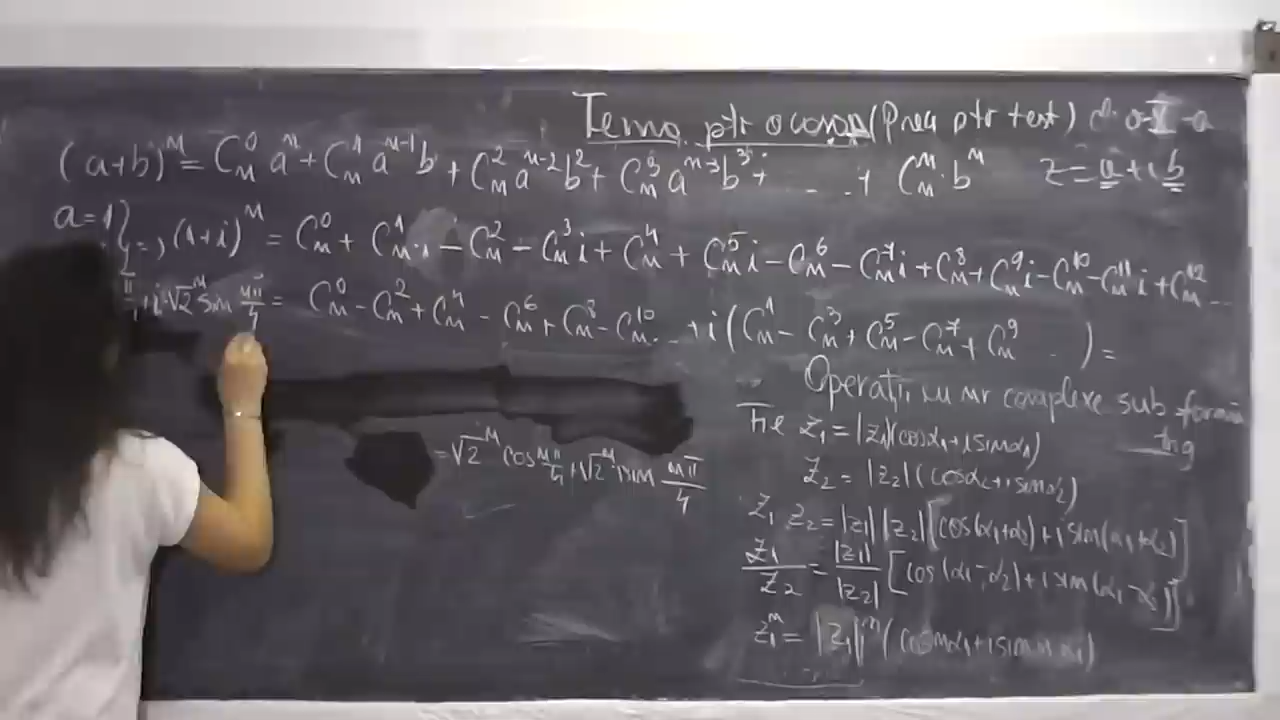 Tema ptr acasă (Preg ptr test) cl. a-X-a
(a+b)^n = C_n^0 a^n + C_n^1 a^{n-1} b + C_n^2 a^{n-2} b^2 + C_n^3 a^{n-3} b^3 + ... + C_n^n · b^n   z = a + i b
a=1 } => (1+i)^n = C_n^0 + C_n^1 · i - C_n^2 - C_n^3 i + C_n^4 + C_n^5 i - C_n^6 - C_n^7 i + C_n^8 + C_n^9 i - C_n^10 - C_n^11 i + C_n^12 ...
+ i √2^n sin nπ/4 = C_n^0 - C_n^2 + C_n^4 - C_n^6 + C_n^8 - C_n^10 ... + i ( C_n^1 - C_n^3 + C_n^5 - C_n^7 + C_n^9 ... ) =
= √2^n cos nπ/4 + √2^n i sin nπ/4
Operații cu nr complexe sub forma
trig
Fie z_1 = |z_1| (cos α_1 + i sin α_1)
z_2 = |z_2| (cos α_2 + i sin α_2)
z_1 z_2 = |z_1| |z_2| [cos(α_1+α_2) + i sin(α_1+α_2)]
z_1/z_2 = |z_1|/|z_2| [cos(α_1-α_2) + i sin(α_1-α_2)]
z_1^n = |z_1|^n (cos nα_1 + i sin n α_1)